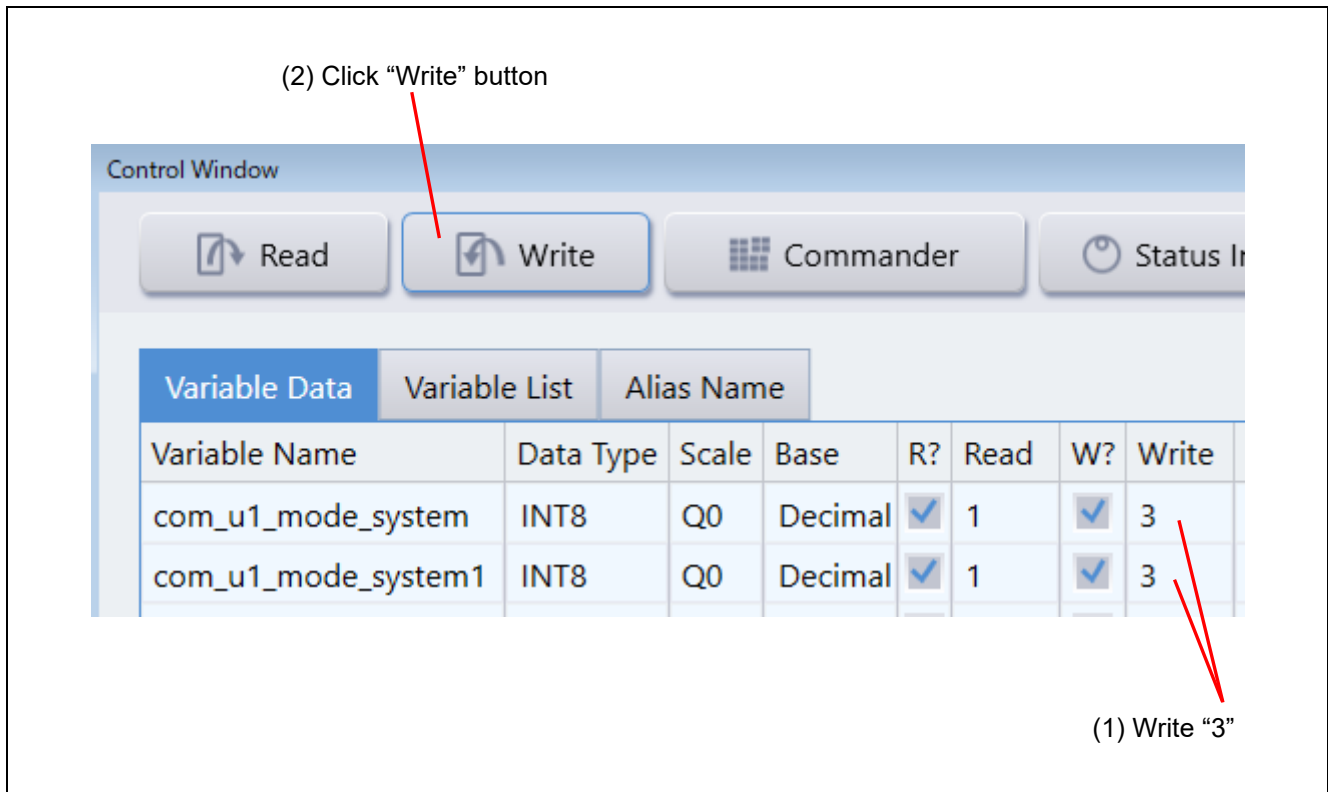 (2) Click “Write” button
Control Window
Read Write Commander Status In
Variable Data Variable List Alias Name
Variable Name Data Type Scale Base R? Read W? Write
com_u1_mode_system INT8 Q0 Decimal 1 3
com_u1_mode_system1 INT8 Q0 Decimal 1 3
(1) Write “3”